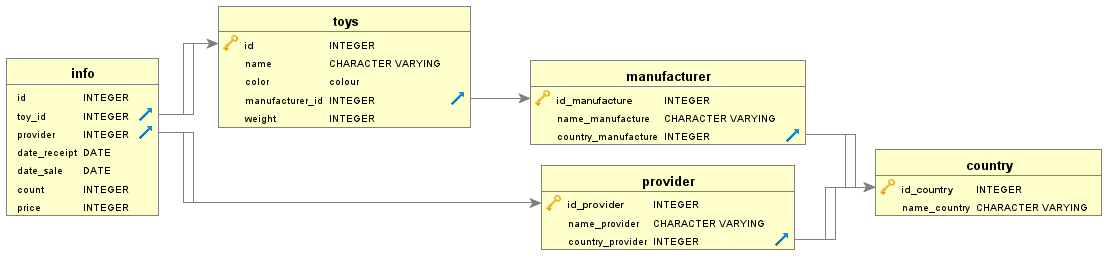 info
id INTEGER
toy_id INTEGER
provider INTEGER
date_receipt DATE
date_sale DATE
count INTEGER
price INTEGER
toys
id INTEGER
name CHARACTER VARYING
color colour
manufacturer_id INTEGER
weight INTEGER
manufacturer
id_manufacture INTEGER
name_manufacture CHARACTER VARYING
country_manufacture INTEGER
provider
id_provider INTEGER
name_provider CHARACTER VARYING
country_provider INTEGER
country
id_country INTEGER
name_country CHARACTER VARYING